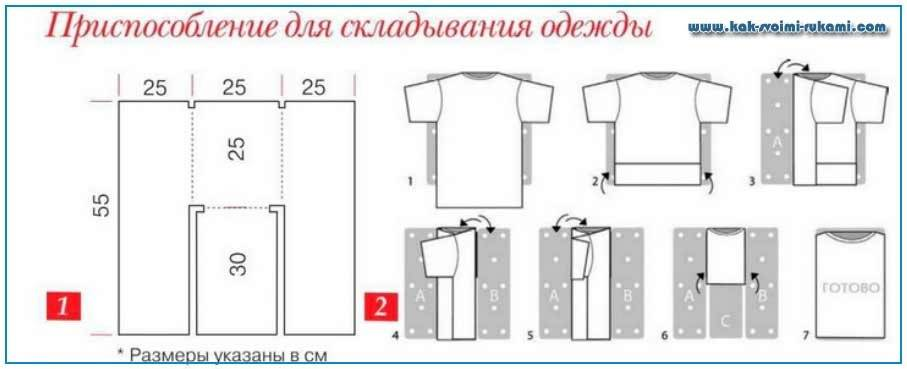 Приспособление для складывания одежды
www.kak-svoimi-rukami.com
25 25 25
25
55
30
1
* Размеры указаны в см
2
1
2
A
3
A B
4
A B
5
A B
C
6
ГОТОВО
7